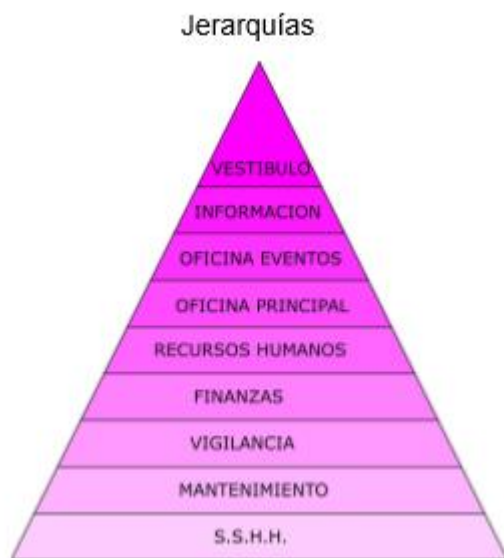 Jerarquías
VESTIBULO
INFORMACION
OFICINA EVENTOS
OFICINA PRINCIPAL
RECURSOS HUMANOS
FINANZAS
VIGILANCIA
MANTENIMIENTO
S.S.H.H.